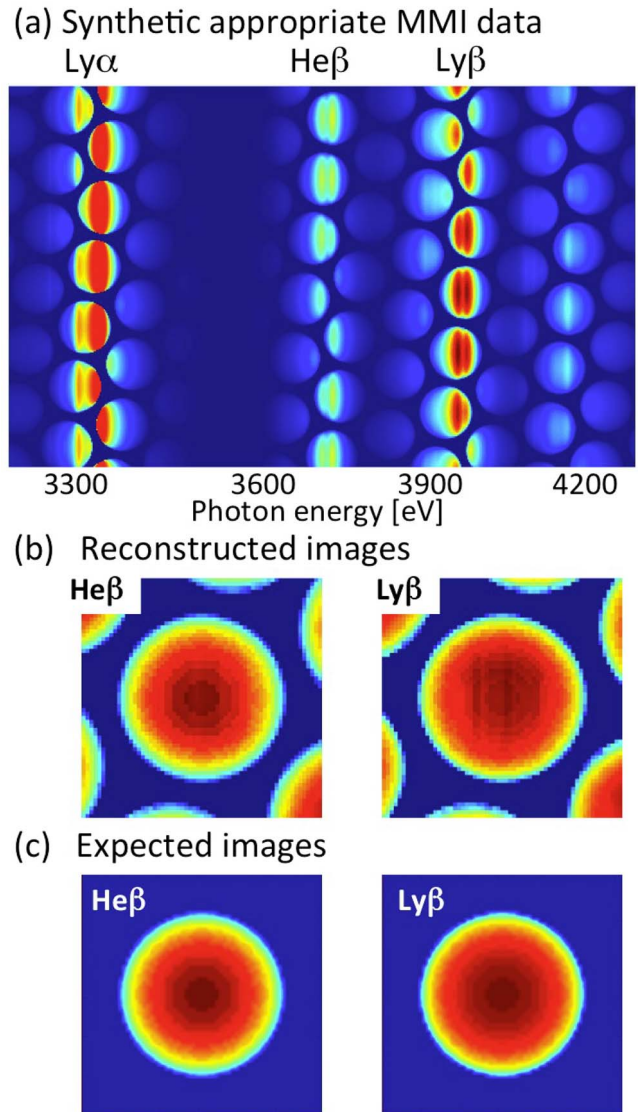 (a) Synthetic appropriate MMI data
Lyα Heβ Lyβ
3300 3600 3900 4200
Photon energy [eV]
(b) Reconstructed images
Heβ Lyβ
(c) Expected images
Heβ Lyβ